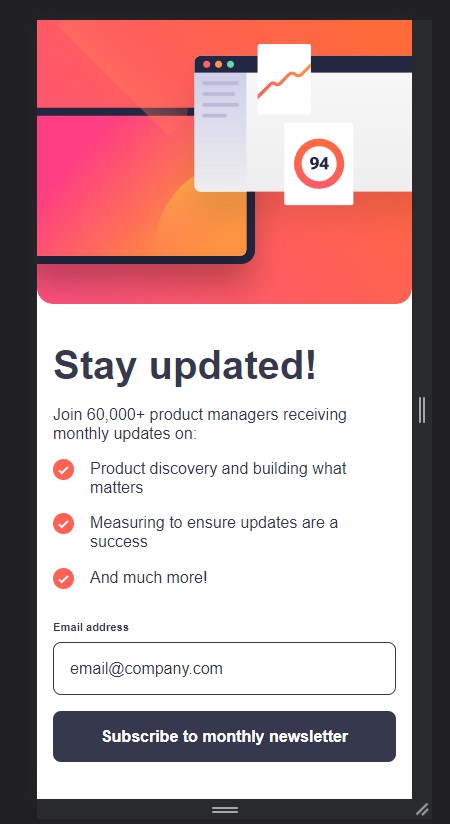 94
Stay updated!
Join 60,000+ product managers receiving
monthly updates on:
Product discovery and building what
matters
Measuring to ensure updates are a
success
And much more!
Email address
email@company.com
Subscribe to monthly newsletter